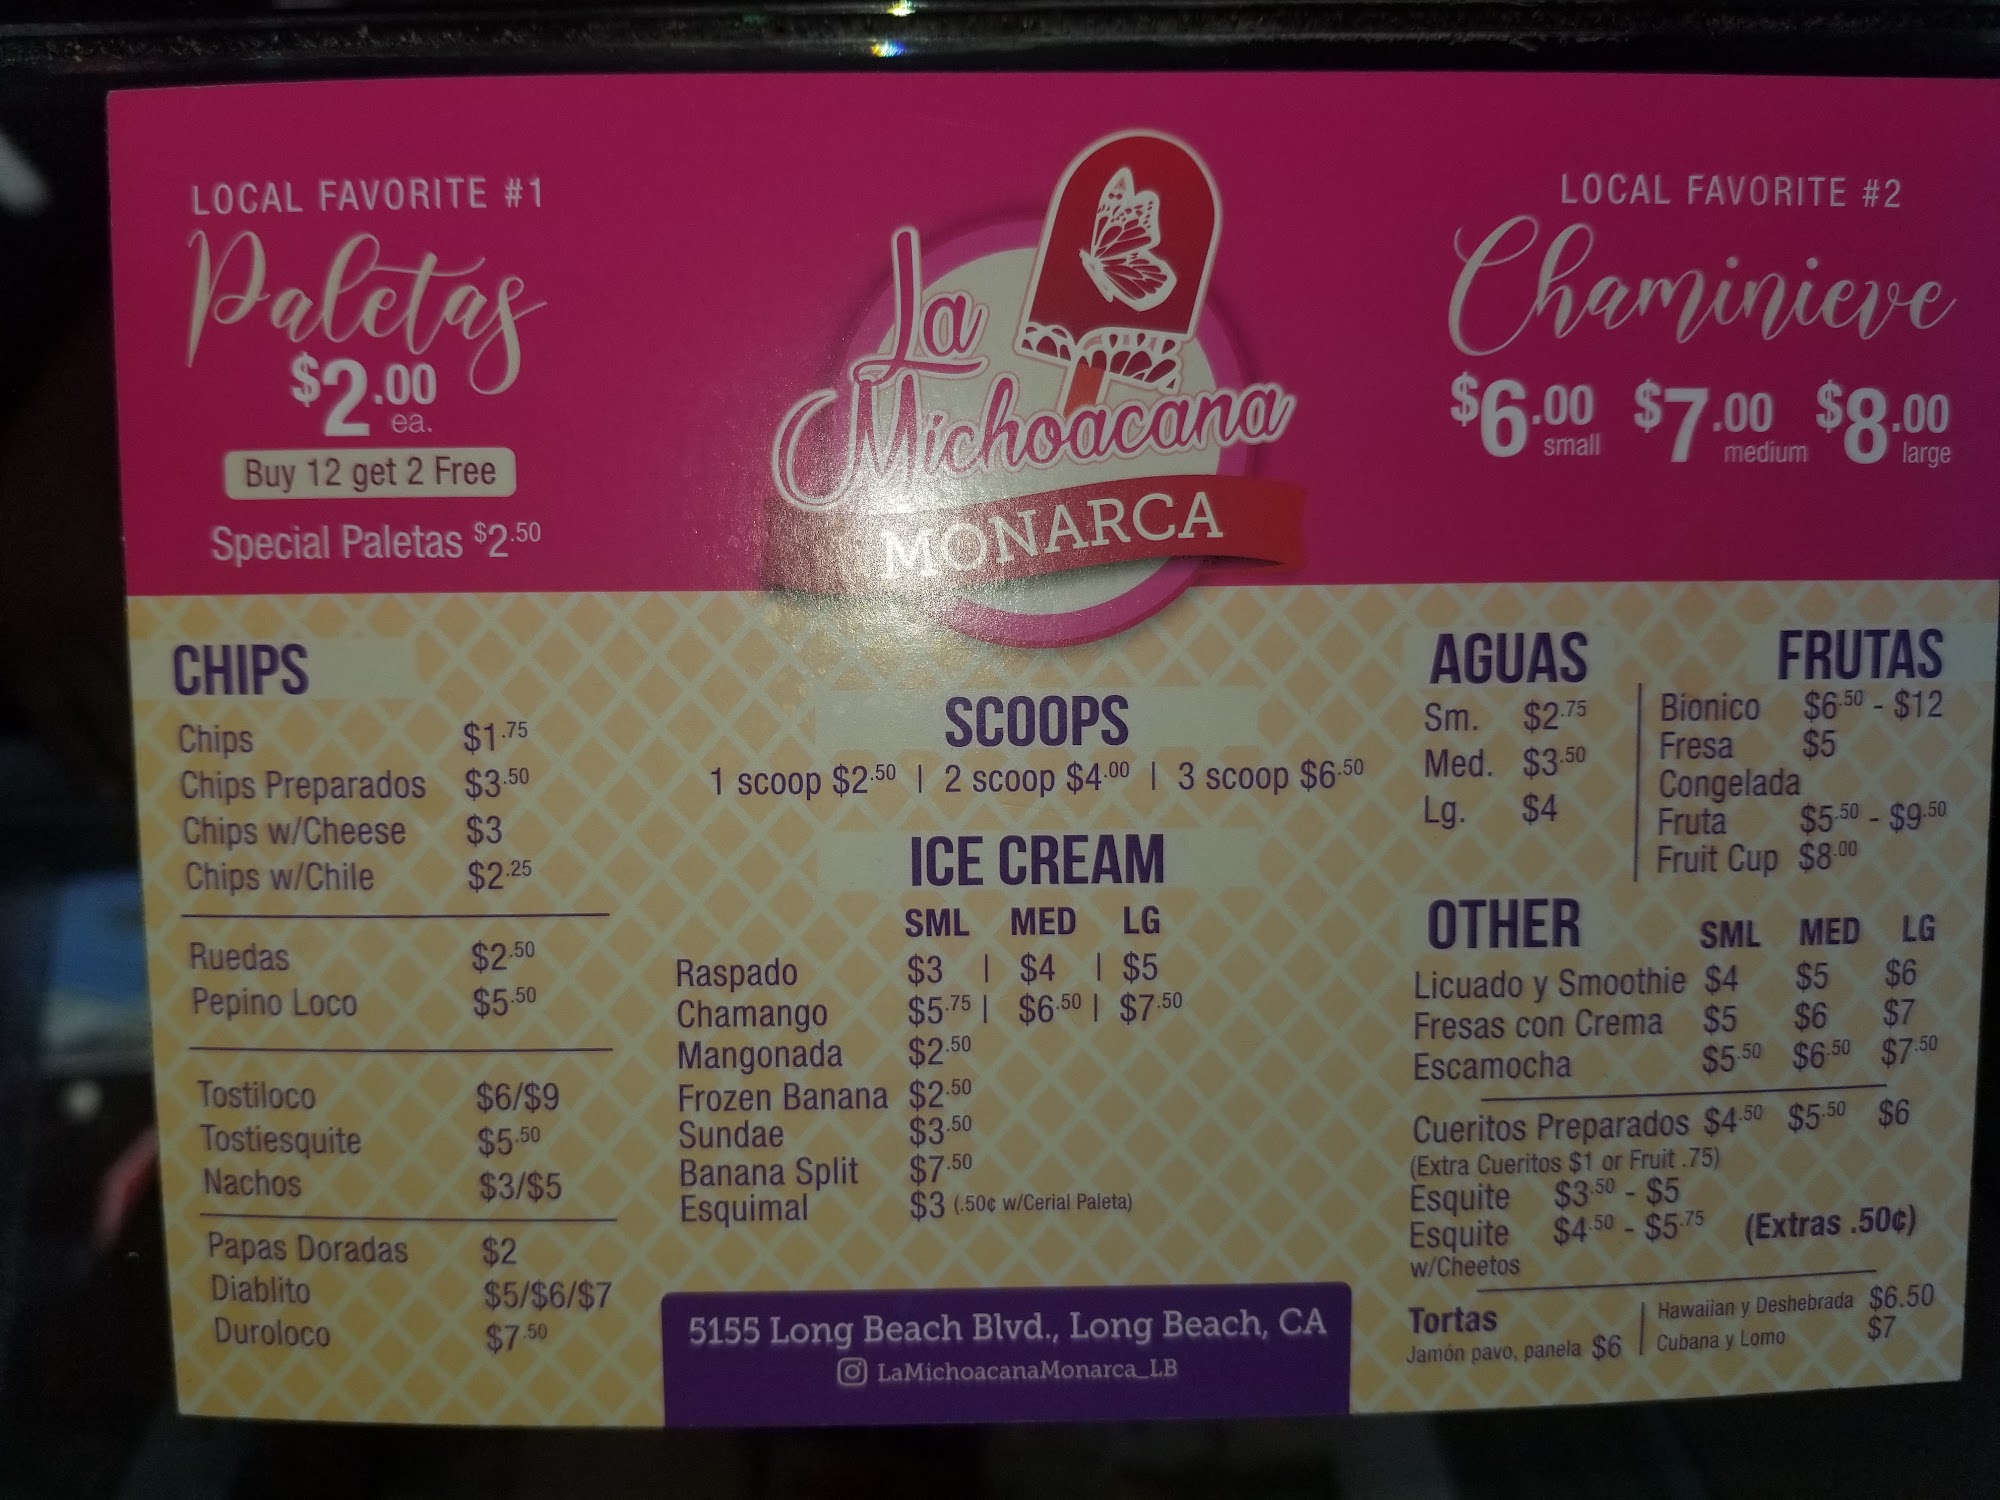 LOCAL FAVORITE #1
Paletas
$2.00
ea.
Buy 12 get 2 Free
Special Paletas $2.50
La
Michoacana
MONARCA
LOCAL FAVORITE #2
Chaminieve
$6.00 small $7.00 medium $8.00 large
CHIPS
Chips $1.75
Chips Preparados $3.50
Chips w/Cheese $3
Chips w/Chile $2.25
Ruedas $2.50
Pepino Loco $5.50
Tostiloco $6/$9
Tostiesquite $5.50
Nachos $3/$5
Papas Doradas $2
Diablito $5/$6/$7
Duroloco $7.50
SCOOPS
1 scoop $2.50 | 2 scoop $4.00 | 3 scoop $6.50
ICE CREAM
SML MED LG
Raspado $3 | $4 | $5
Chamango $5.75 | $6.50 | $7.50
Mangonada $2.50
Frozen Banana $2.50
Sundae $3.50
Banana Split $7.50
Esquimal $3 (.50¢ w/Cerial Paleta)
5155 Long Beach Blvd., Long Beach, CA
LaMichoacanaMonarca_LB
AGUAS
Sm. $2.75
Med. $3.50
Lg. $4
FRUTAS
Bionico $6.50 - $12
Fresa $5
Congelada
Fruta $5.50 - $9.50
Fruit Cup $8.00
OTHER SML MED LG
Licuado y Smoothie $4 $5 $6
Fresas con Crema $5 $6 $7
Escamocha $5.50 $6.50 $7.50
Cueritos Preparados $4.50 $5.50 $6
(Extra Cueritos $1 or Fruit .75)
Esquite $3.50 - $5
Esquite $4.50 - $5.75 (Extras .50¢)
w/Cheetos
Tortas
Jamón pavo, panela $6
Hawaiian y Deshebrada $6.50
Cubana y Lomo $7